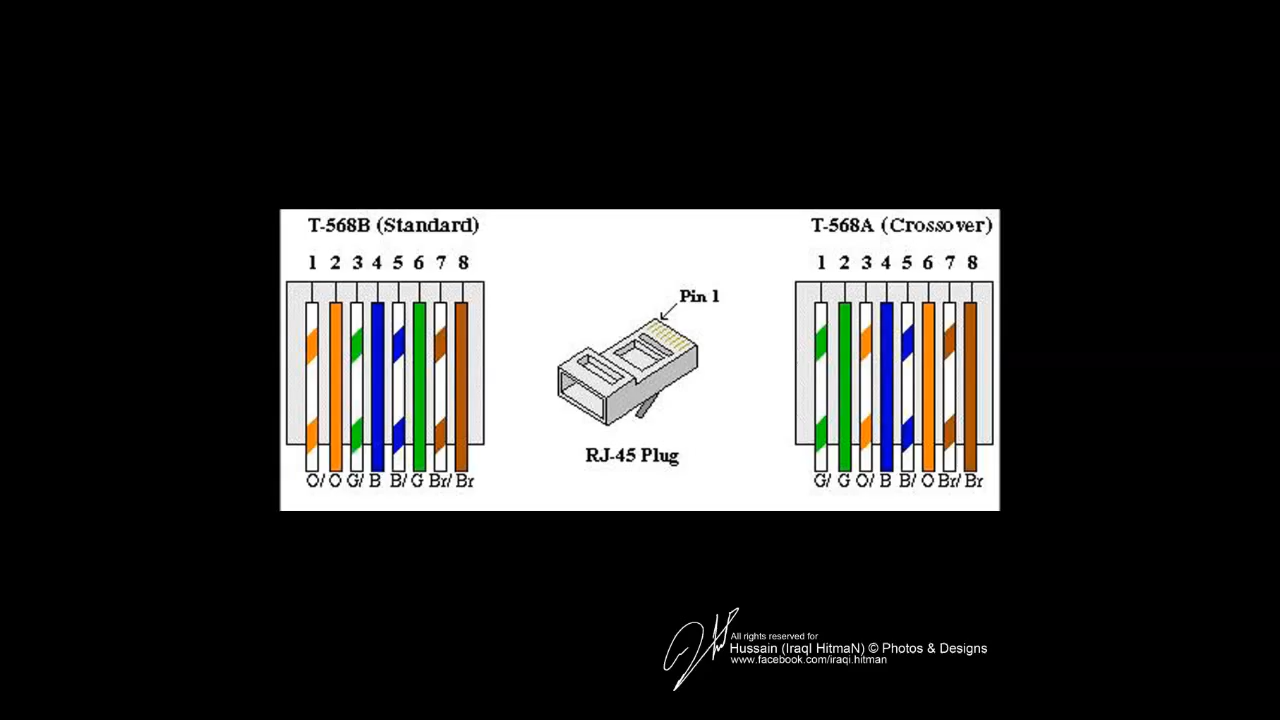 T-568B (Standard)
1 2 3 4 5 6 7 8
O/ O G/ B B/ G Br/ Br
Pin 1
RJ-45 Plug
T-568A (Crossover)
1 2 3 4 5 6 7 8
G/ G O/ B B/ O Br/ Br
All rights reserved for
Hussain (IraqI HitmaN) © Photos & Designs
www.facebook.com/iraqi.hitman